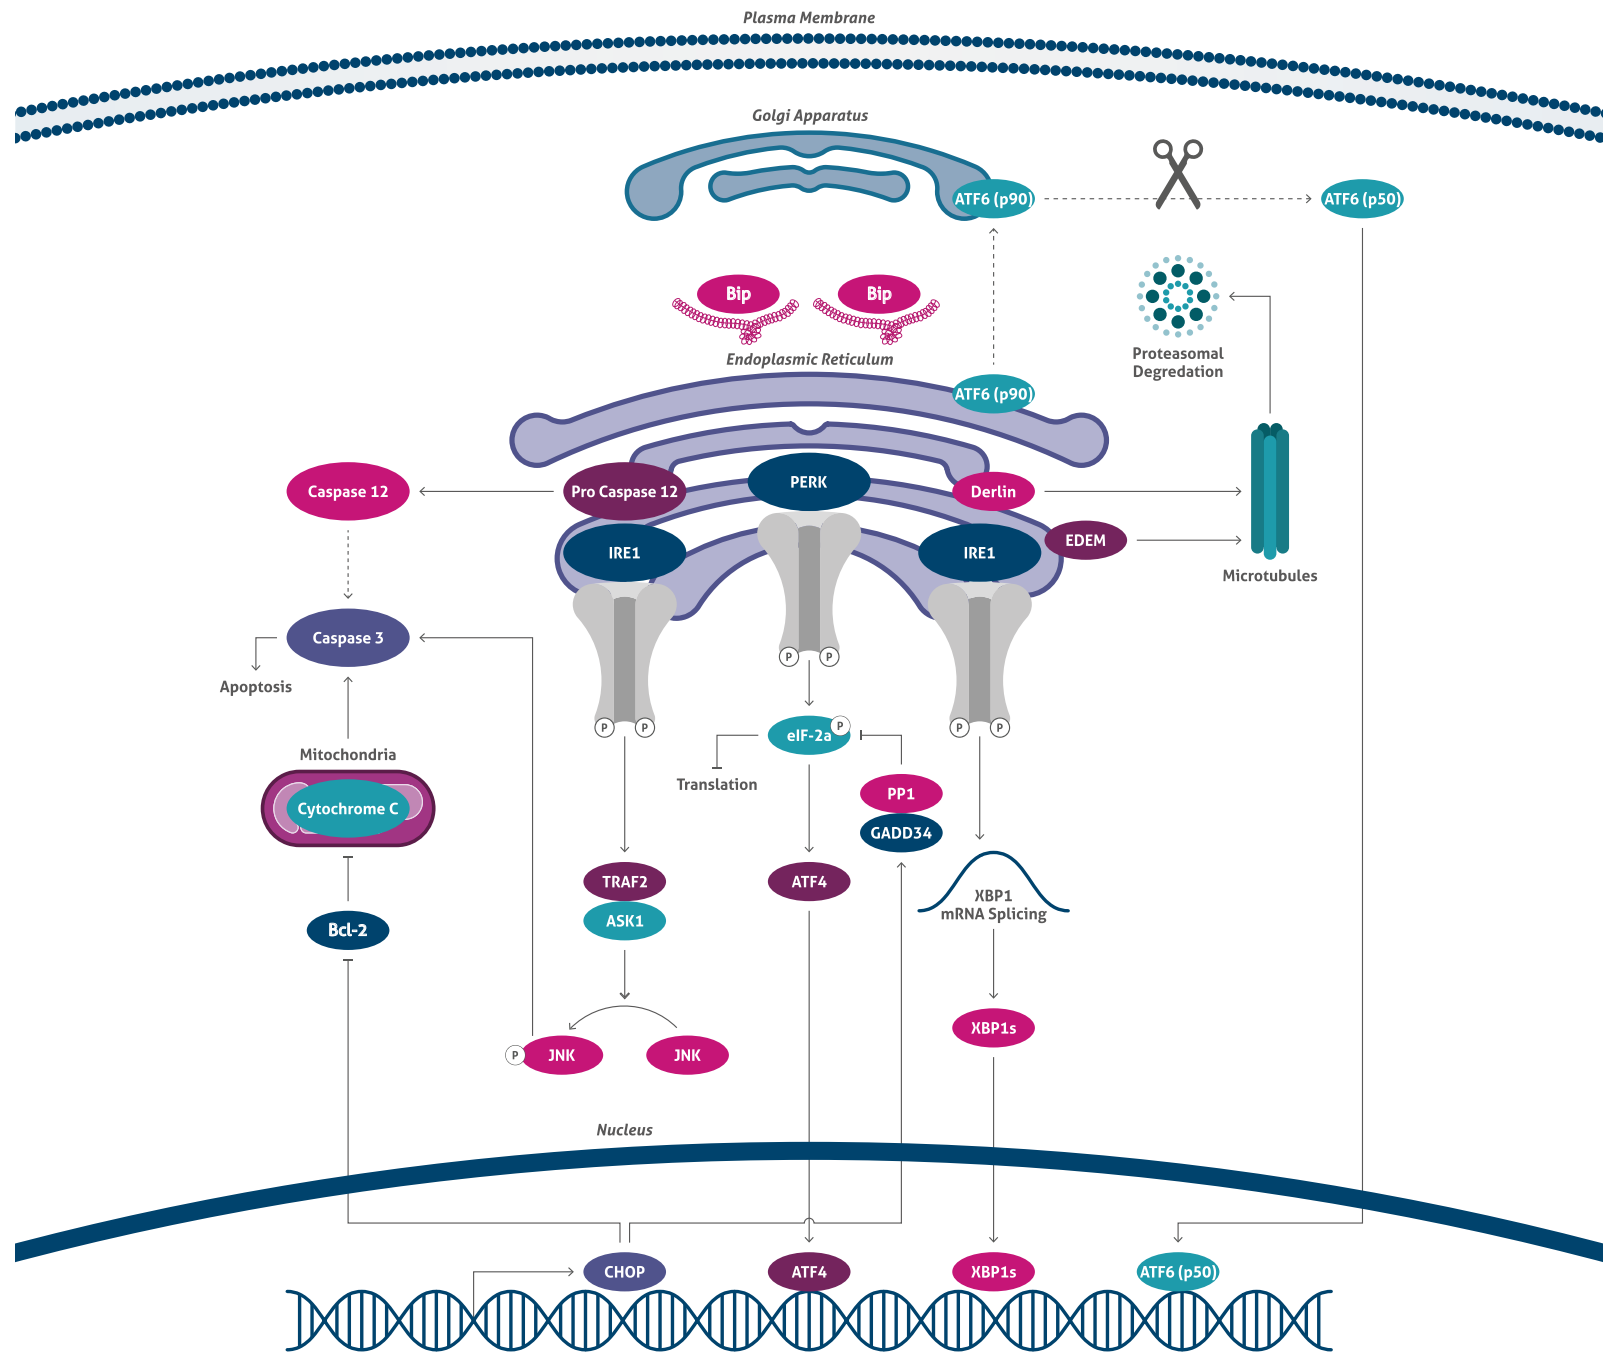 Plasma Membrane
Golgi Apparatus
ATF6 (p90)
ATF6 (p50)
Bip
Bip
Endoplasmic Reticulum
Proteasomal
Degredation
ATF6 (p90)
Caspase 12
Pro Caspase 12
PERK
Derlin
IRE1
IRE1
EDEM
Microtubules
Caspase 3
P
P
Apoptosis
P
P
P
P
eIF-2a
P
Mitochondria
Translation
Cytochrome C
PP1
GADD34
TRAF2
ATF4
XBP1
mRNA Splicing
ASK1
Bcl-2
XBP1s
P
JNK
JNK
Nucleus
CHOP
ATF4
XBP1s
ATF6 (p50)